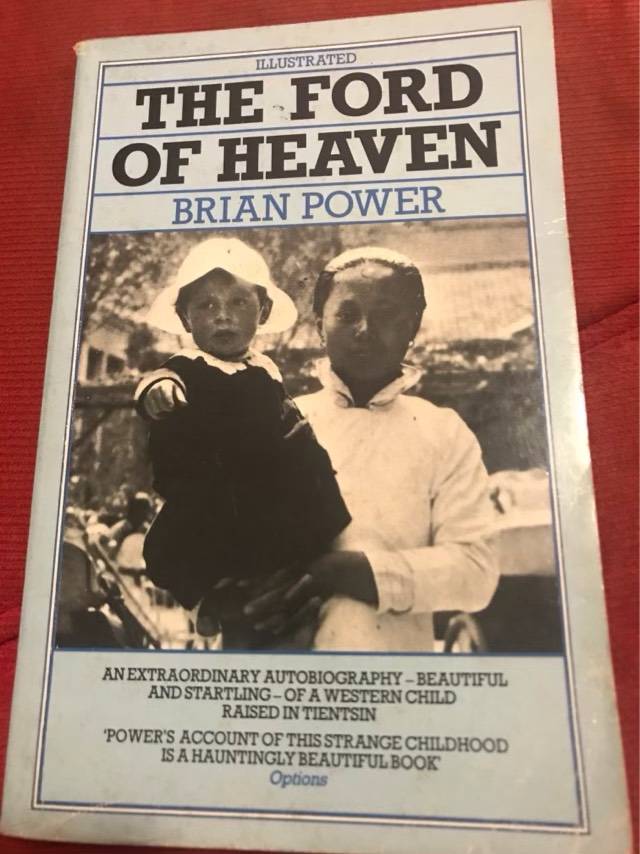 ILLUSTRATED
THE FORD
OF HEAVEN
BRIAN POWER
AN EXTRAORDINARY AUTOBIOGRAPHY – BEAUTIFUL
AND STARTLING – OF A WESTERN CHILD
RAISED IN TIENTSIN
'POWER'S ACCOUNT OF THIS STRANGE CHILDHOOD
IS A HAUNTINGLY BEAUTIFUL BOOK'
Options